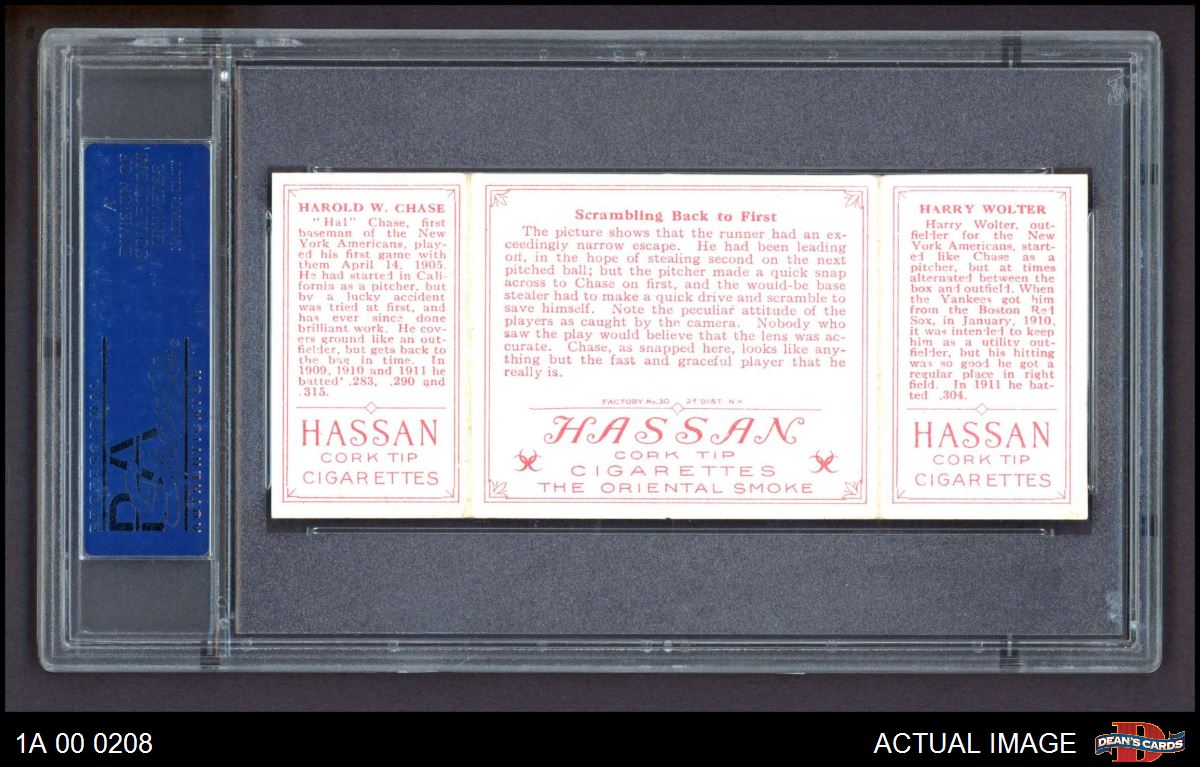 HAROLD W. CHASE
"Hal" Chase, first
baseman of the New
York Americans, play-
ed his first game with
them April 14, 1905.
He had started in Cali-
fornia as a pitcher, but
by a lucky accident
was tried at first, and
has ever since done
brilliant work. He cov-
ers ground like an out-
fielder, but gets back to
the bag in time. In
1909, 1910 and 1911 he
batted .283, .290 and
.315.
HASSAN
CORK TIP
CIGARETTES
Scrambling Back to First
The picture shows that the runner had an ex-
ceedingly narrow escape. He had been leading
off, in the hope of stealing second on the next
pitched ball; but the pitcher made a quick snap
across to Chase on first, and the would-be base
stealer had to make a quick drive and scramble to
save himself. Note the peculiar attitude of the
players as caught by the camera. Nobody who
saw the play would believe that the lens was ac-
curate. Chase, as snapped here, looks like any-
thing but the fast and graceful player that he
really is.
FACTORY No. 30 2d DIST. N.Y
HASSAN
CORK TIP
CIGARETTES
THE ORIENTAL SMOKE
HARRY WOLTER
Harry Wolter, out-
fielder for the New
York Americans, start-
ed like Chase as a
pitcher, but at times
alternated between the
box and outfield. When
the Yankees got him
from the Boston Red
Sox, in January, 1910,
it was intended to keep
him as a utility out-
fielder, but his hitting
was so good he got a
regular place in right
field. In 1911 he bat-
ted .304.
HASSAN
CORK TIP
CIGARETTES
A
DIVISION OF
COLLECTORS
UNIVERSE
PSA
1A 00 0208
ACTUAL IMAGE
D
DEAN'S CARDS